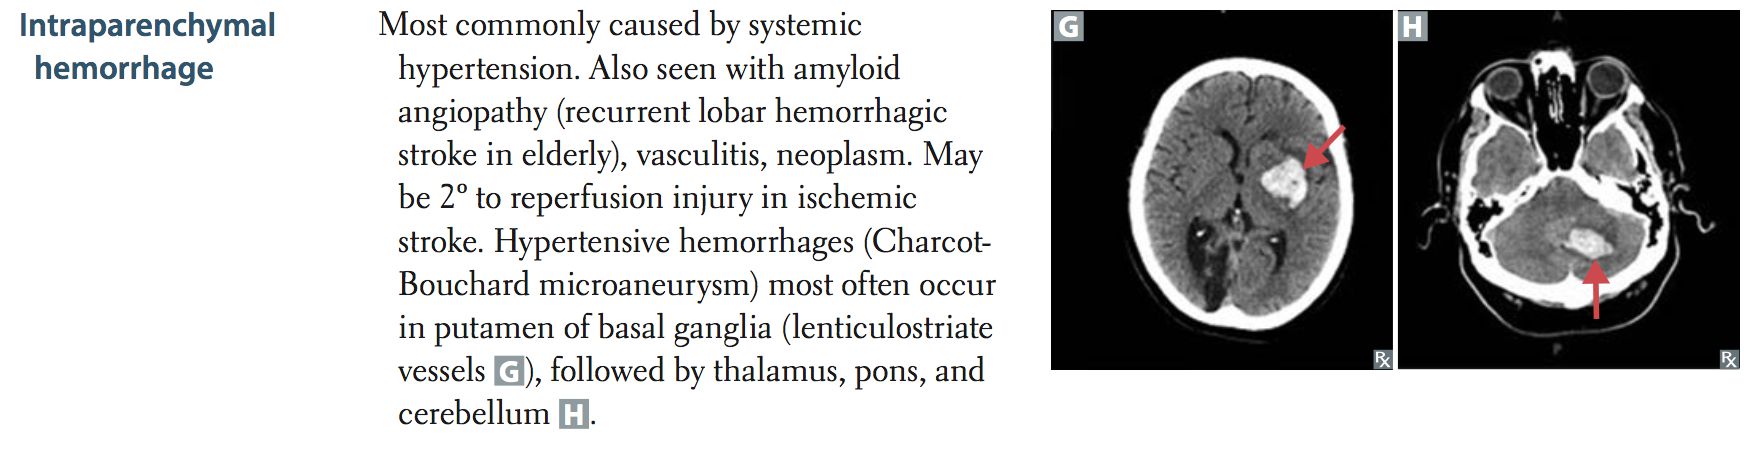 Intraparenchymal
hemorrhage
Most commonly caused by systemic
hypertension. Also seen with amyloid
angiopathy (recurrent lobar hemorrhagic
stroke in elderly), vasculitis, neoplasm. May
be 2° to reperfusion injury in ischemic
stroke. Hypertensive hemorrhages (Charcot-
Bouchard microaneurysm) most often occur
in putamen of basal ganglia (lenticulostriate
vessels G), followed by thalamus, pons, and
cerebellum H.
G
℞
H
A
P
℞